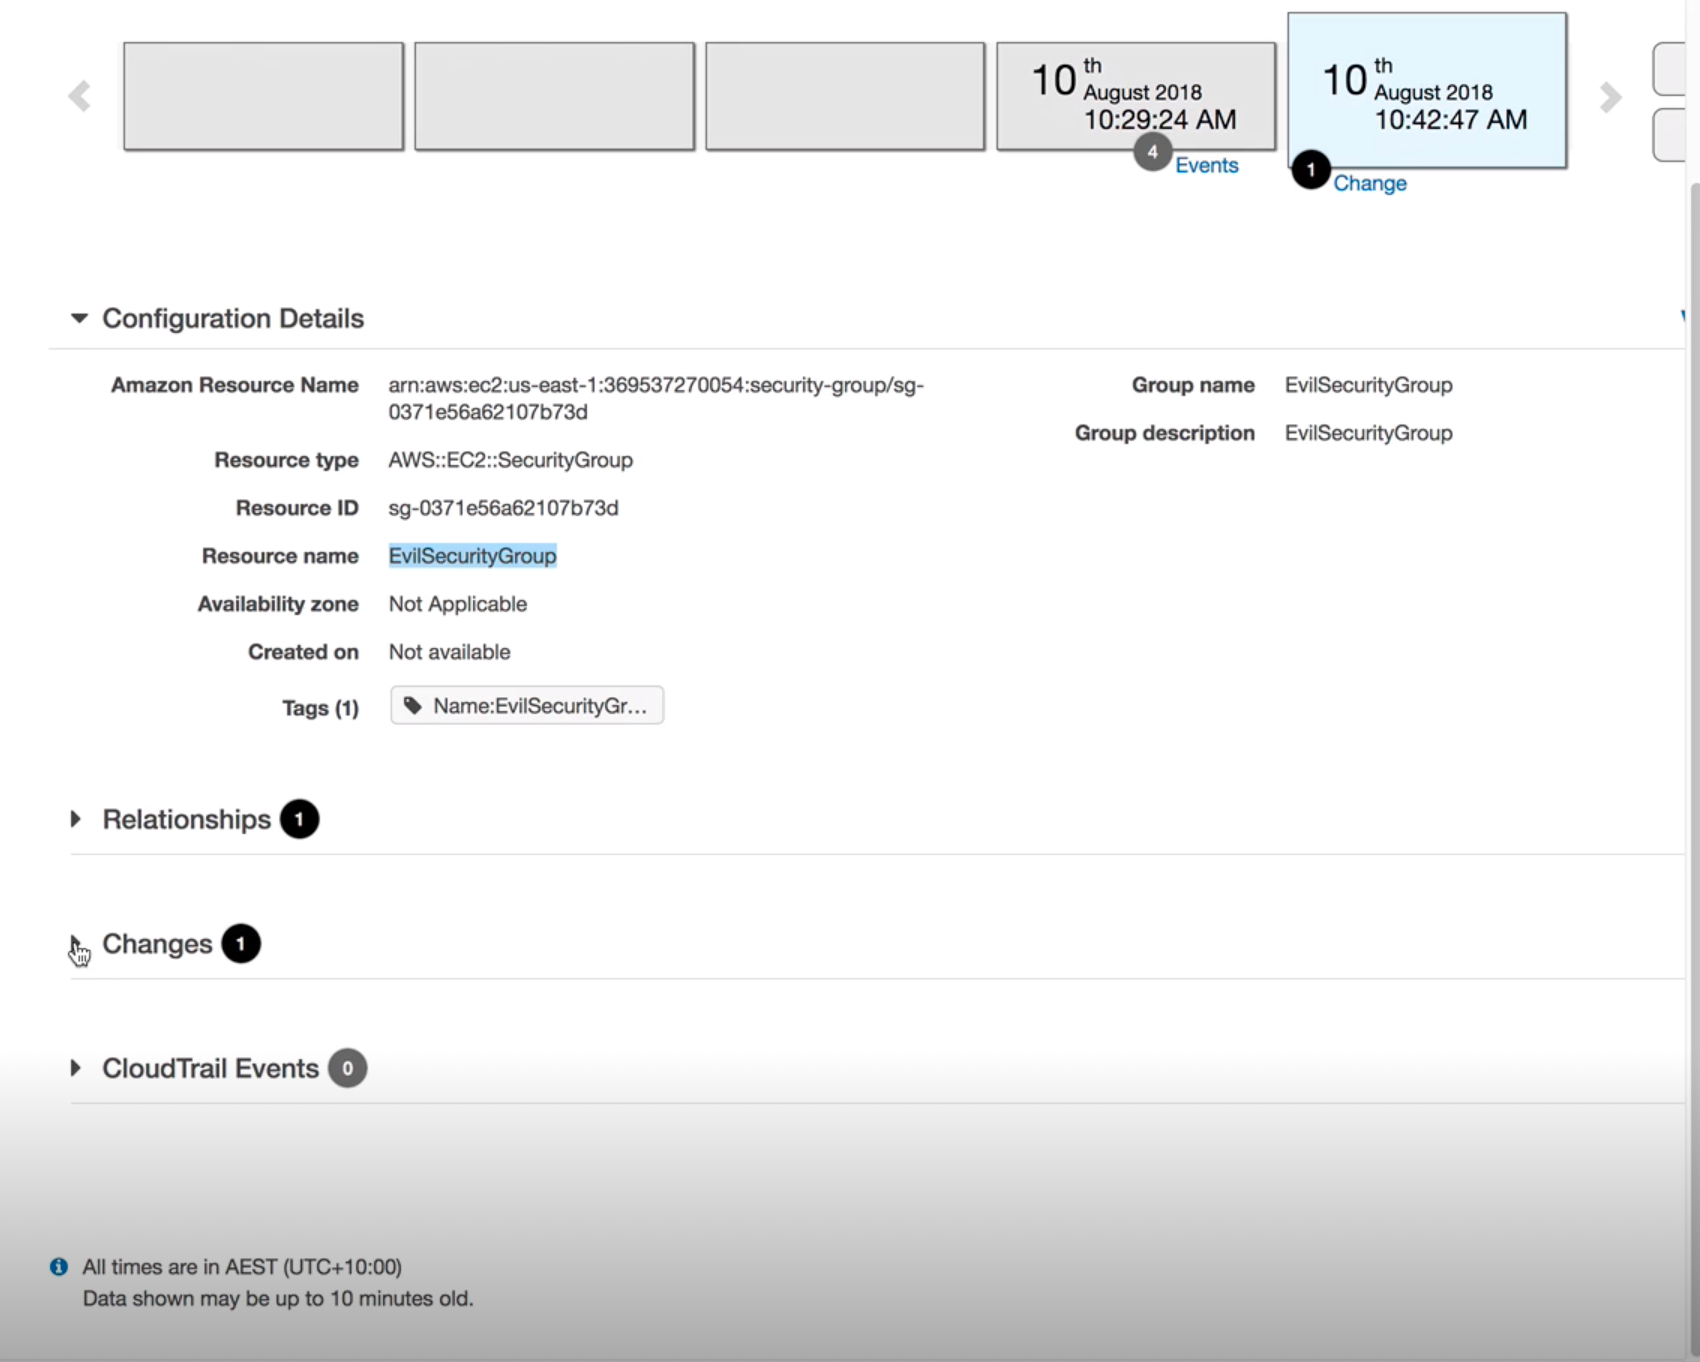 10 th
August 2018
10:29:24 AM
4 Events
10 th
August 2018
10:42:47 AM
1 Change
Configuration Details
Amazon Resource Name arn:aws:ec2:us-east-1:369537270054:security-group/sg-
0371e56a62107b73d
Resource type AWS::EC2::SecurityGroup
Resource ID sg-0371e56a62107b73d
Resource name EvilSecurityGroup
Availability zone Not Applicable
Created on Not available
Tags (1) Name:EvilSecurityGr...
Group name EvilSecurityGroup
Group description EvilSecurityGroup
Relationships 1
Changes 1
CloudTrail Events 0
All times are in AEST (UTC+10:00)
Data shown may be up to 10 minutes old.